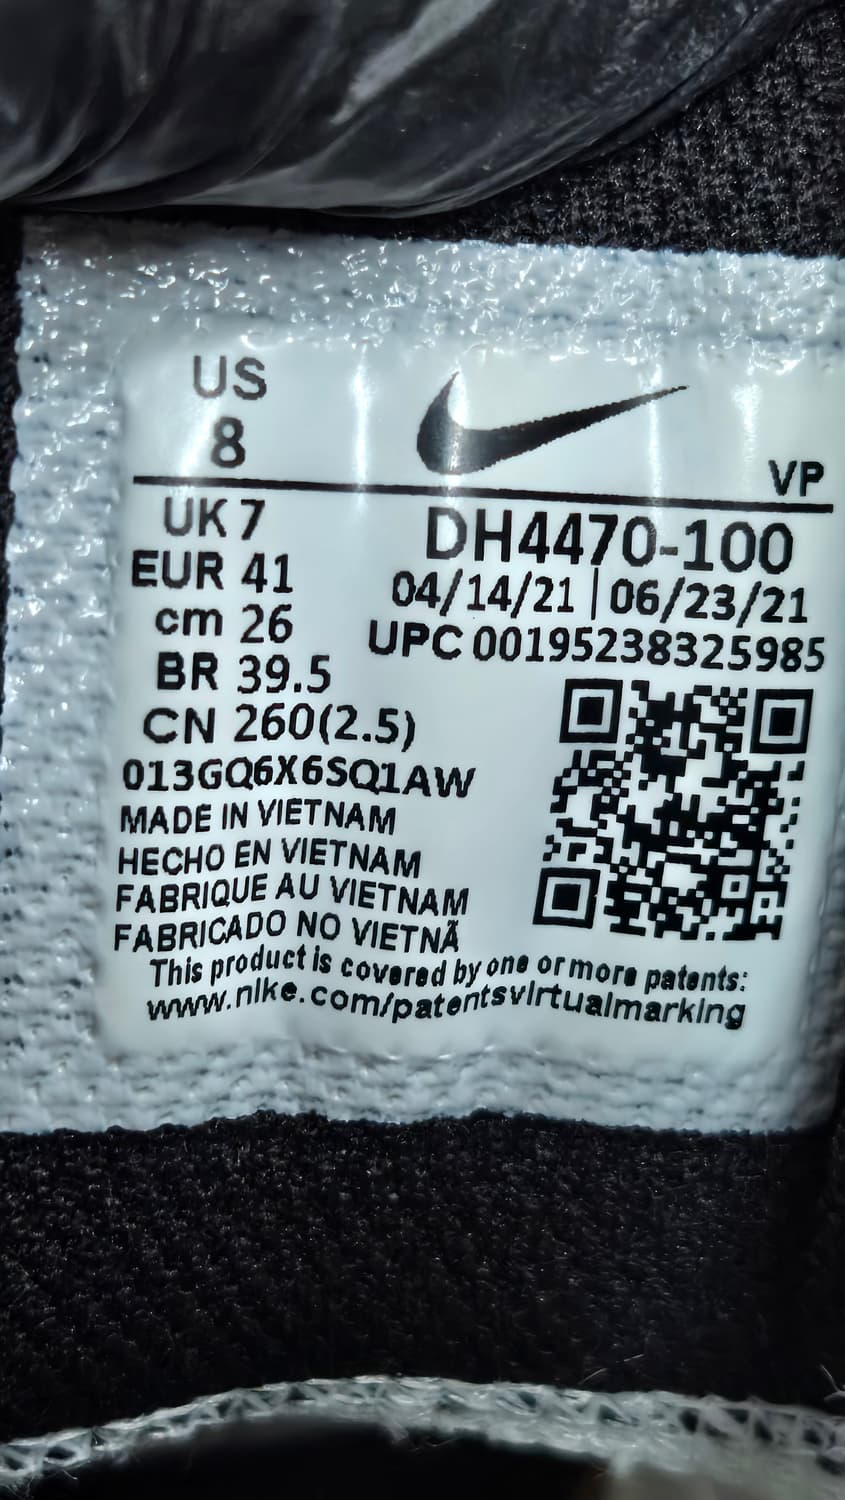 US
8
VP
UK 7
DH4470-100
EUR 41
04/14/21 | 06/23/21
cm 26
UPC 00195238325985
BR 39.5
CN 260(2.5)
013GQ6X6SQ1AW
MADE IN VIETNAM
HECHO EN VIETNAM
FABRIQUE AU VIETNAM
FABRICADO NO VIETNÃ
This product is covered by one or more patents:
www.nike.com/patentsvirtualmarking